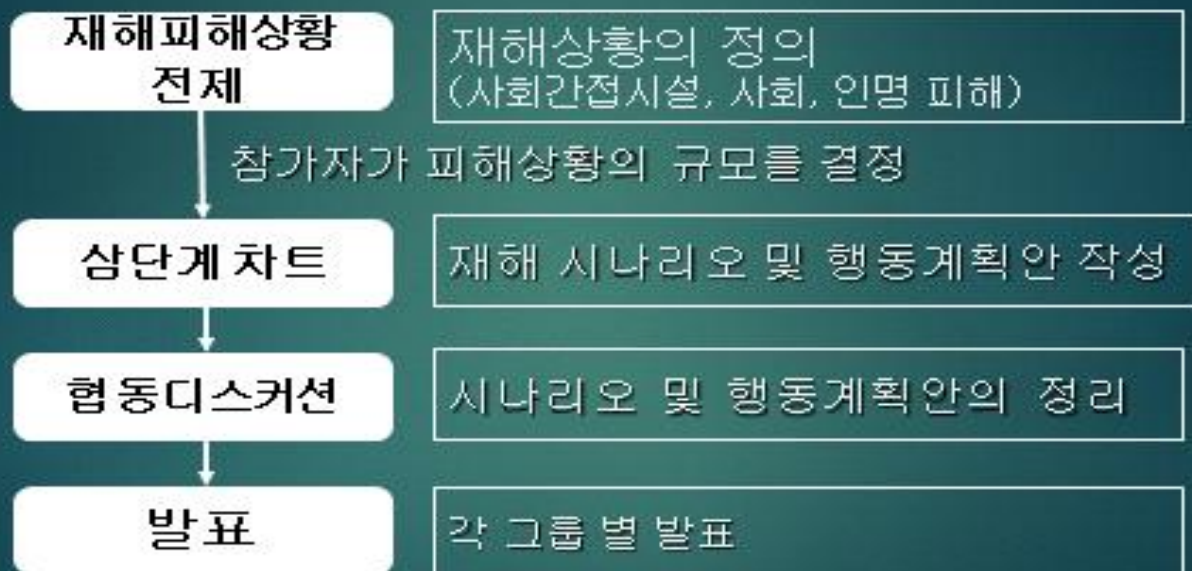 재해피해상황
전제
재해상황의 정의
(사회간접시설, 사회, 인명 피해)
참가자가 피해상황의 규모를 결정
삼단계 차트
재해 시나리오 및 행동계획안 작성
협동디스커션
시나리오 및 행동계획안의 정리
발표
각 그룹 별 발표